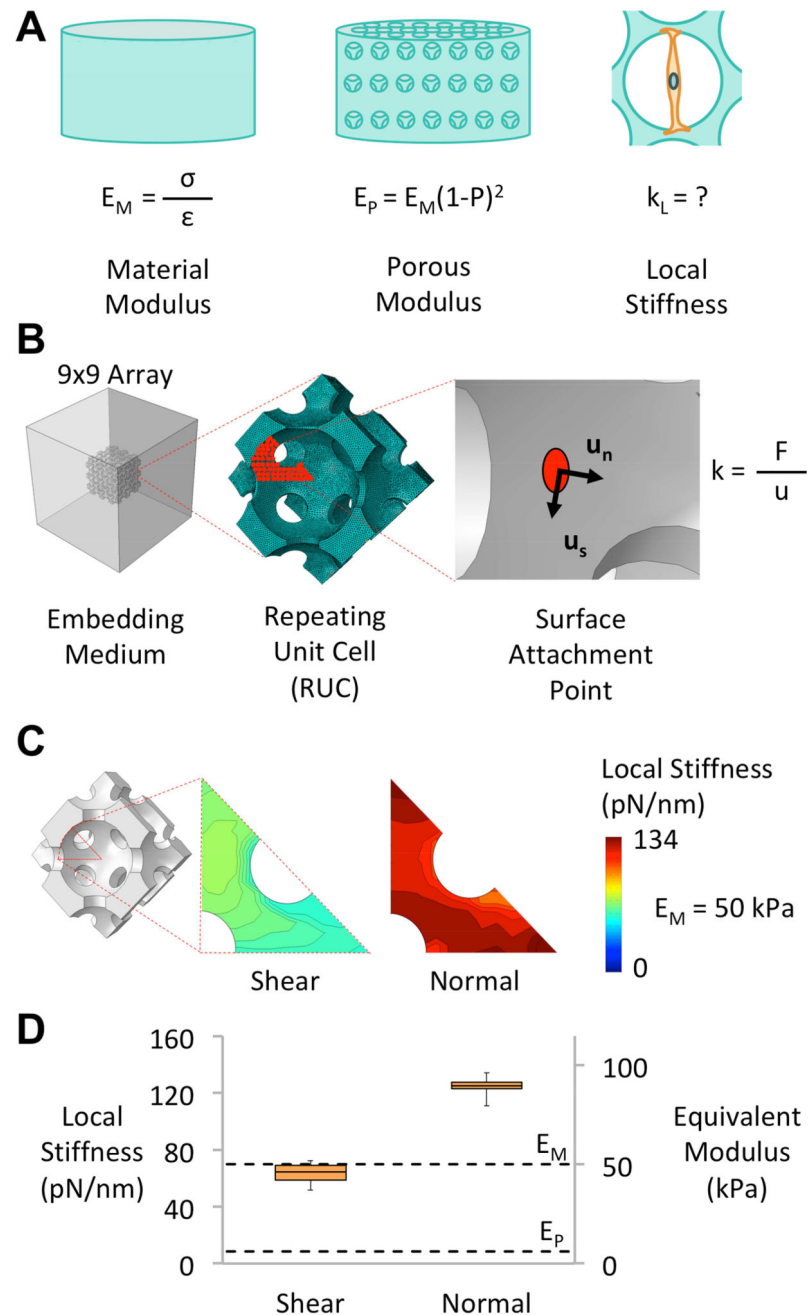 A
E_M = σ / ε
E_P = E_M(1-P)²
k_L = ?
Material
Modulus
Porous
Modulus
Local
Stiffness
B
9x9 Array
u_n
u_s
k = F / u
Embedding
Medium
Repeating
Unit Cell
(RUC)
Surface
Attachment
Point
C
Local Stiffness
(pN/nm)
134
E_M = 50 kPa
0
Shear
Normal
D
160
120
80
40
0
Local
Stiffness
(pN/nm)
E_M
E_P
100
50
0
Equivalent
Modulus
(kPa)
Shear
Normal